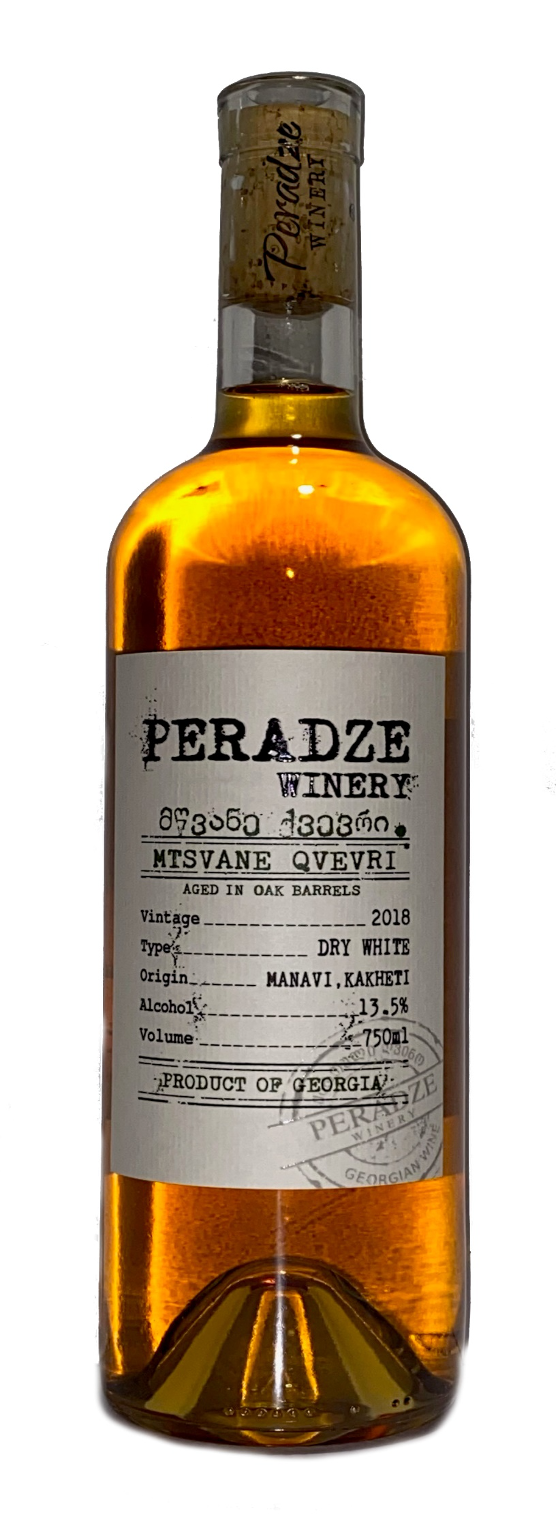 Peradze
WINERY
PERADZE
WINERY
მწვანე ქვევრი.
MTSVANE QVEVRI
AGED IN OAK BARRELS
Vintage 2018
Type DRY WHITE
Origin MANAVI,KAKHETI
Alcohol 13.5%
Volume 750ml
PRODUCT OF GEORGIA
ღვინო
PERADZE
WINERY
GEORGIAN WINE